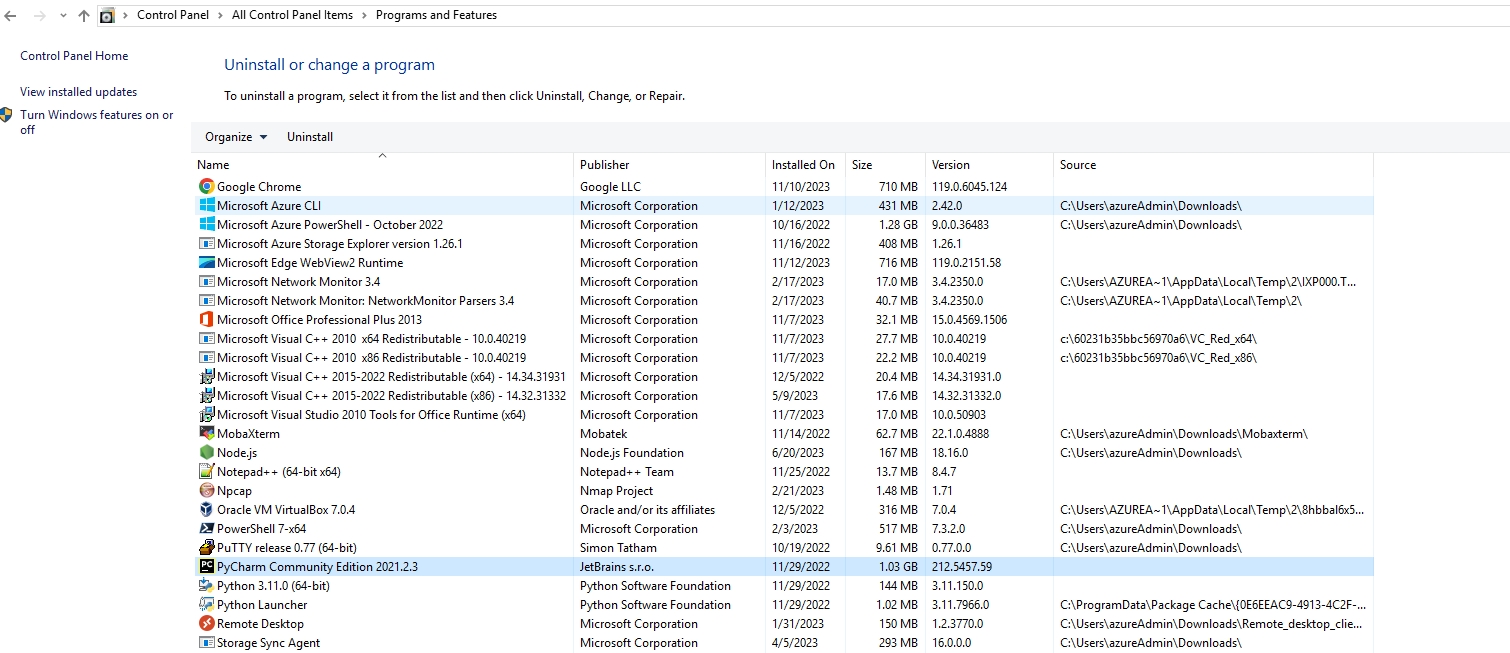 Control Panel > All Control Panel Items > Programs and Features
Control Panel Home
View installed updates
Turn Windows features on or
off
Uninstall or change a program
To uninstall a program, select it from the list and then click Uninstall, Change, or Repair.
Organize Uninstall
Name Publisher Installed On Size Version Source
Google Chrome Google LLC 11/10/2023 710 MB 119.0.6045.124
Microsoft Azure CLI Microsoft Corporation 1/12/2023 431 MB 2.42.0 C:\Users\azureAdmin\Downloads\
Microsoft Azure PowerShell - October 2022 Microsoft Corporation 10/16/2022 1.28 GB 9.0.0.36483 C:\Users\azureAdmin\Downloads\
Microsoft Azure Storage Explorer version 1.26.1 Microsoft Corporation 11/16/2022 408 MB 1.26.1
Microsoft Edge WebView2 Runtime Microsoft Corporation 11/12/2023 716 MB 119.0.2151.58
Microsoft Network Monitor 3.4 Microsoft Corporation 2/17/2023 17.0 MB 3.4.2350.0 C:\Users\AZUREA~1\AppData\Local\Temp\2\IXP000.T...
Microsoft Network Monitor: NetworkMonitor Parsers 3.4 Microsoft Corporation 2/17/2023 40.7 MB 3.4.2350.0 C:\Users\AZUREA~1\AppData\Local\Temp\2\
Microsoft Office Professional Plus 2013 Microsoft Corporation 11/7/2023 32.1 MB 15.0.4569.1506
Microsoft Visual C++ 2010 x64 Redistributable - 10.0.40219 Microsoft Corporation 11/7/2023 27.7 MB 10.0.40219 c:\60231b35bbc56970a6\VC_Red_x64\
Microsoft Visual C++ 2010 x86 Redistributable - 10.0.40219 Microsoft Corporation 11/7/2023 22.2 MB 10.0.40219 c:\60231b35bbc56970a6\VC_Red_x86\
Microsoft Visual C++ 2015-2022 Redistributable (x64) - 14.34.31931 Microsoft Corporation 12/5/2022 20.4 MB 14.34.31931.0
Microsoft Visual C++ 2015-2022 Redistributable (x86) - 14.32.31332 Microsoft Corporation 5/9/2023 17.6 MB 14.32.31332.0
Microsoft Visual Studio 2010 Tools for Office Runtime (x64) Microsoft Corporation 11/7/2023 17.0 MB 10.0.50903
MobaXterm Mobatek 11/14/2022 62.7 MB 22.1.0.4888 C:\Users\azureAdmin\Downloads\Mobaxterm\
Node.js Node.js Foundation 6/20/2023 167 MB 18.16.0 C:\Users\azureAdmin\Downloads\
Notepad++ (64-bit x64) Notepad++ Team 11/25/2022 13.7 MB 8.4.7
Npcap Nmap Project 2/21/2023 1.48 MB 1.71
Oracle VM VirtualBox 7.0.4 Oracle and/or its affiliates 12/5/2022 316 MB 7.0.4 C:\Users\AZUREA~1\AppData\Local\Temp\2\8hbbal6x5...
PowerShell 7-x64 Microsoft Corporation 2/3/2023 517 MB 7.3.2.0 C:\Users\azureAdmin\Downloads\
PuTTY release 0.77 (64-bit) Simon Tatham 10/19/2022 9.61 MB 0.77.0.0 C:\Users\azureAdmin\Downloads\
PC PyCharm Community Edition 2021.2.3 JetBrains s.r.o. 11/29/2022 1.03 GB 212.5457.59
Python 3.11.0 (64-bit) Python Software Foundation 11/29/2022 144 MB 3.11.150.0
Python Launcher Python Software Foundation 11/29/2022 1.02 MB 3.11.7966.0 C:\ProgramData\Package Cache\{0E6EEAC9-4913-4C2F-...
Remote Desktop Microsoft Corporation 1/31/2023 150 MB 1.2.3770.0 C:\Users\azureAdmin\Downloads\Remote_desktop_clie...
Storage Sync Agent Microsoft Corporation 4/5/2023 293 MB 16.0.0.0 C:\Users\azureAdmin\Downloads\